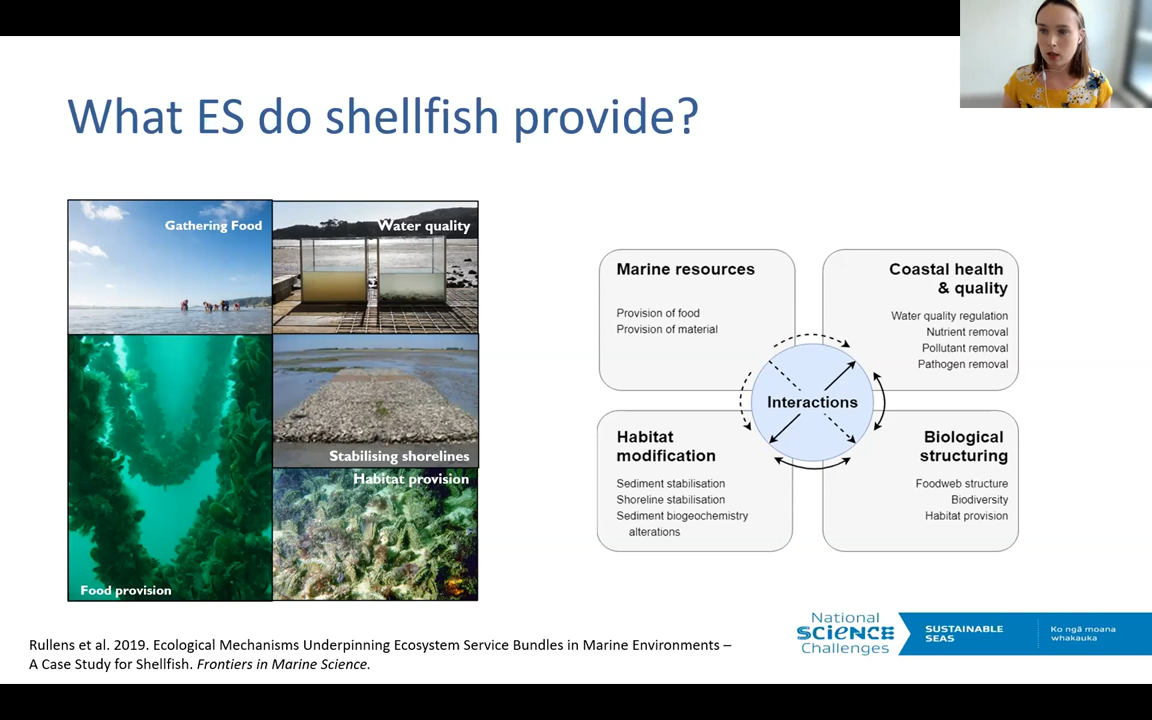 What ES do shellfish provide?
Gathering Food
Water quality
Stabilising shorelines
Habitat provision
Food provision
Marine resources
Provision of food
Provision of material
Coastal health
& quality
Water quality regulation
Nutrient removal
Pollutant removal
Pathogen removal
Interactions
Habitat
modification
Sediment stabilisation
Shoreline stabilisation
Sediment biogeochemistry
alterations
Biological
structuring
Foodweb structure
Biodiversity
Habitat provision
Rullens et al. 2019. Ecological Mechanisms Underpinning Ecosystem Service Bundles in Marine Environments –
A Case Study for Shellfish. Frontiers in Marine Science.
National
SCIENCE
Challenges
SUSTAINABLE
SEAS
Ko ngā moana
whakauka